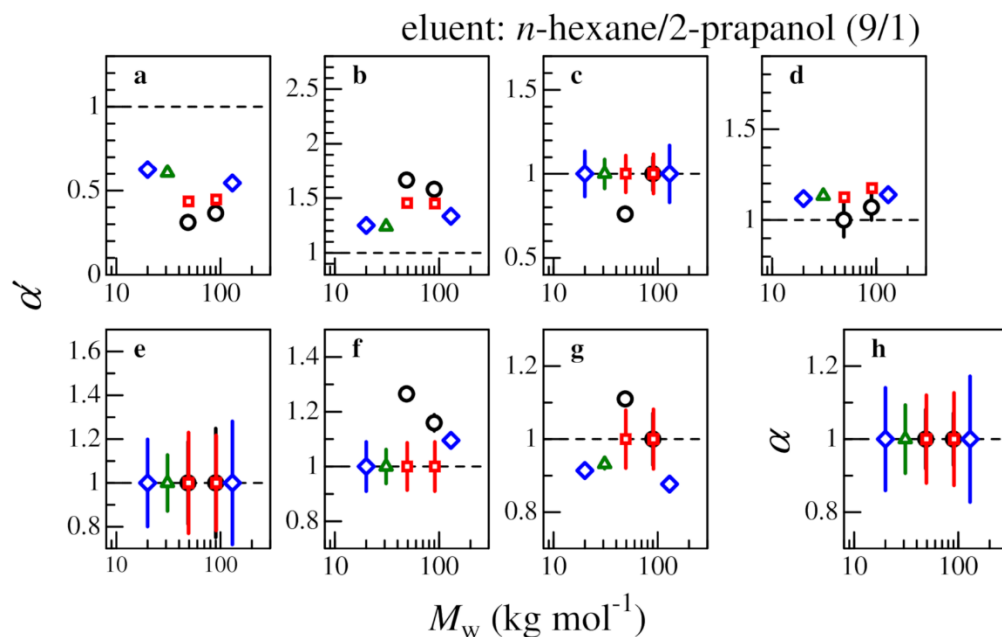 eluent: n-hexane/2-prapanol (9/1)
a b c d
1 0.5 0
2.5 2 1.5 1
1.5 1 0.5
1.5 1
10 100 10 100 10 100 10 100
α
e f g h
1.6 1.4 1.2 1 0.8
1.4 1.2 1 0.8
1.2 1 0.8
α
1.2 1 0.8
10 100 10 100 10 100 10 100
Mw (kg mol⁻¹)